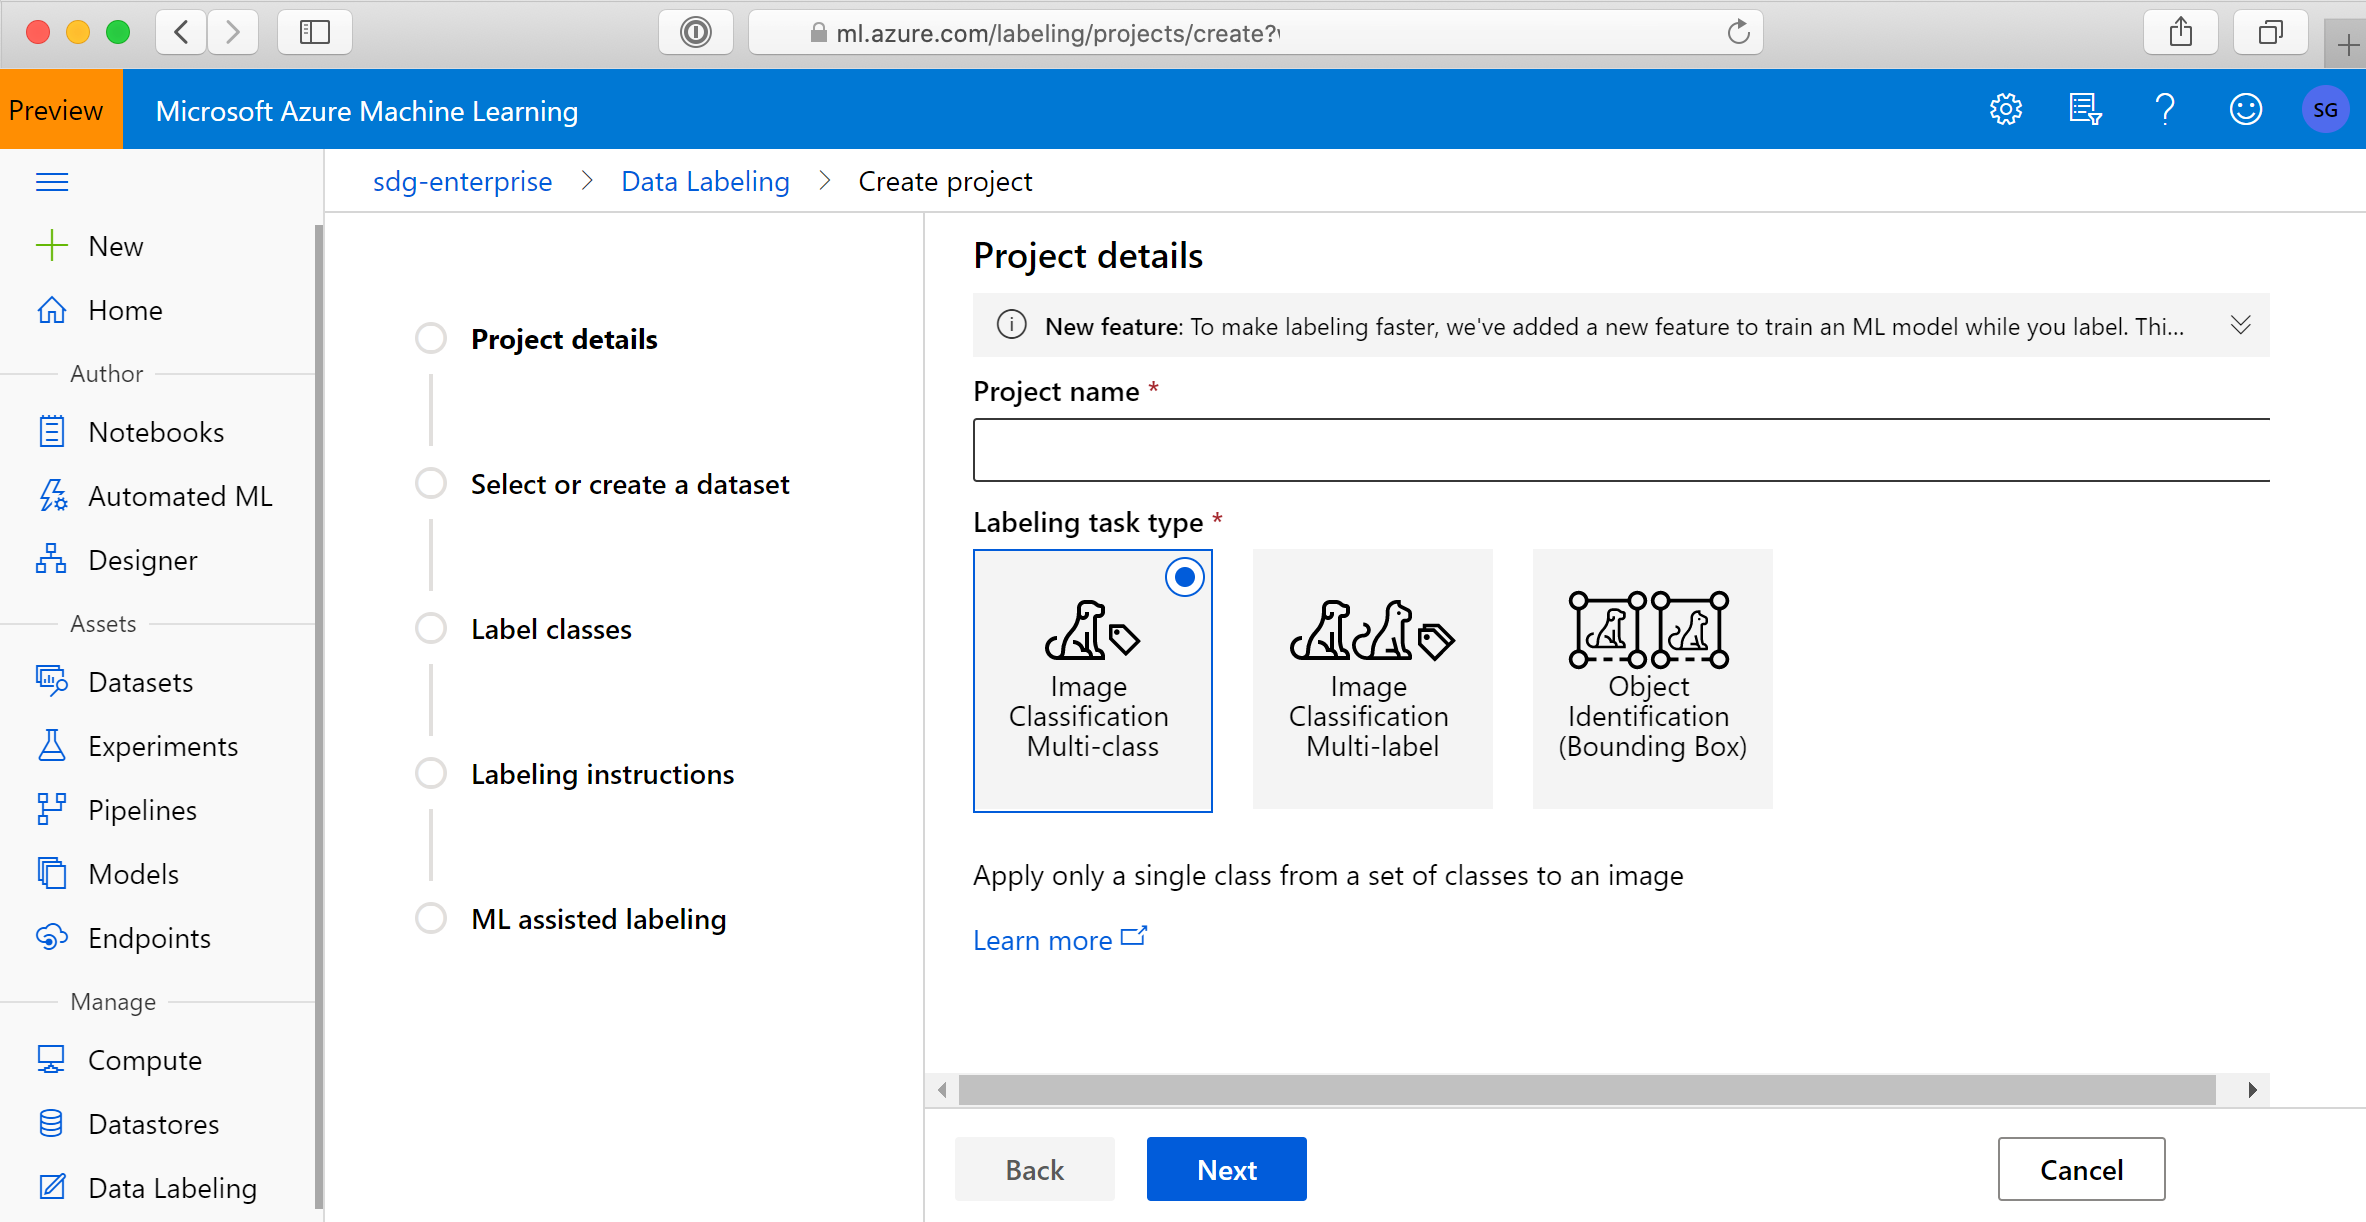 ml.azure.com/labeling/projects/create?
Preview
Microsoft Azure Machine Learning
SG
sdg-enterprise > Data Labeling > Create project
New
Home
Author
Notebooks
Automated ML
Designer
Assets
Datasets
Experiments
Pipelines
Models
Endpoints
Manage
Compute
Datastores
Data Labeling
Project details
Select or create a dataset
Label classes
Labeling instructions
ML assisted labeling
Project details
New feature: To make labeling faster, we've added a new feature to train an ML model while you label. Thi...
Project name *
Labeling task type *
Image
Classification
Multi-class
Image
Classification
Multi-label
Object
Identification
(Bounding Box)
Apply only a single class from a set of classes to an image
Learn more
Back
Next
Cancel